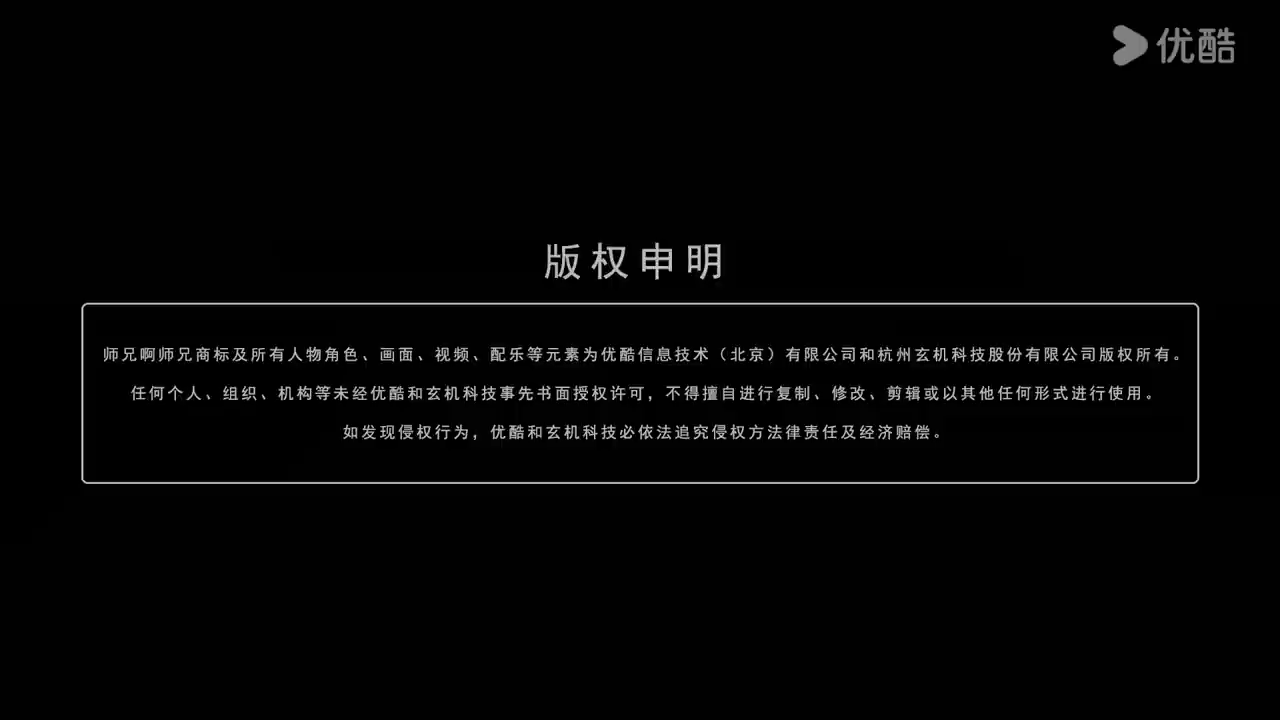 优酷
版权申明
师兄啊师兄商标及所有人物角色、画面、视频、配乐等元素为优酷信息技术（北京）有限公司和杭州玄机科技股份有限公司版权所有。
任何个人、组织、机构等未经优酷和玄机科技事先书面授权许可，不得擅自进行复制、修改、剪辑或以其他任何形式进行使用。
如发现侵权行为，优酷和玄机科技必依法追究侵权方法律责任及经济赔偿。